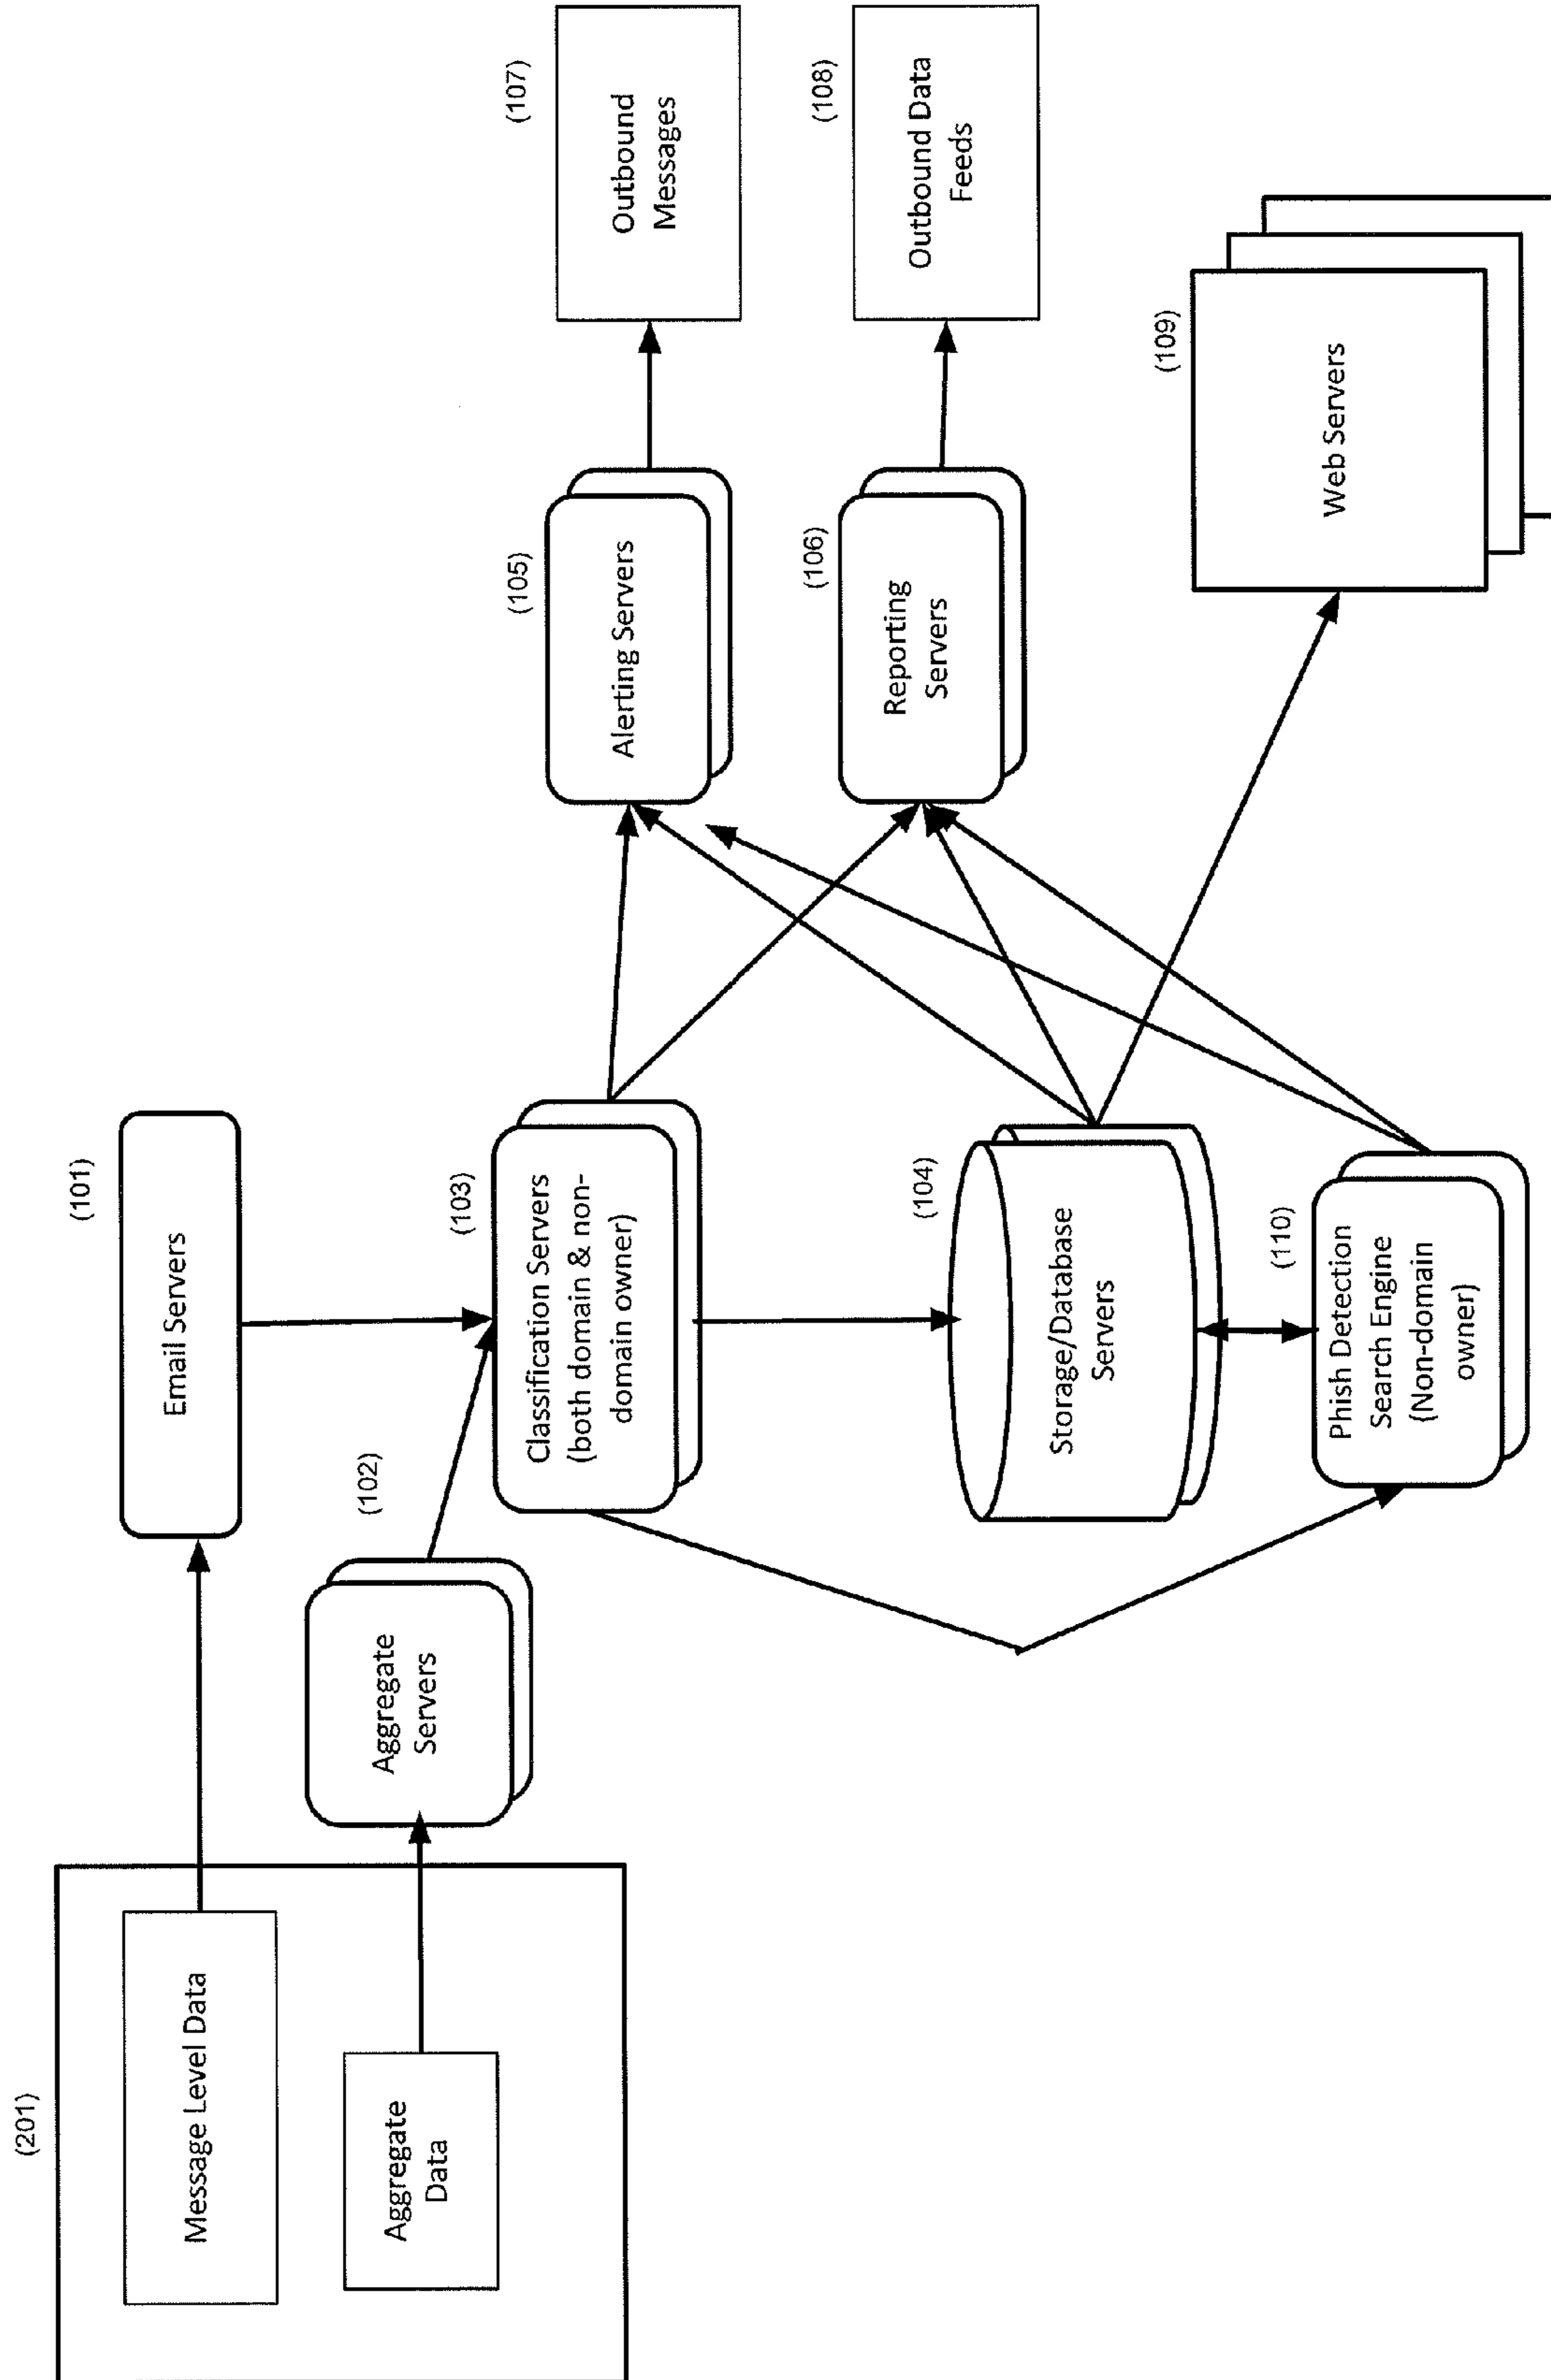 (201)
Message Level Data
Aggregate
Data
(101)
Email Servers
(102)
Aggregate
Servers
(103)
Classification Servers
(both domain & non-
domain owner)
(104)
Storage/Database
Servers
(110)
Phish Detection
Search Engine
(Non-domain
owner)
(105)
Alerting Servers
(106)
Reporting
Servers
(107)
Outbound
Messages
(108)
Outbound Data
Feeds
(109)
Web Servers